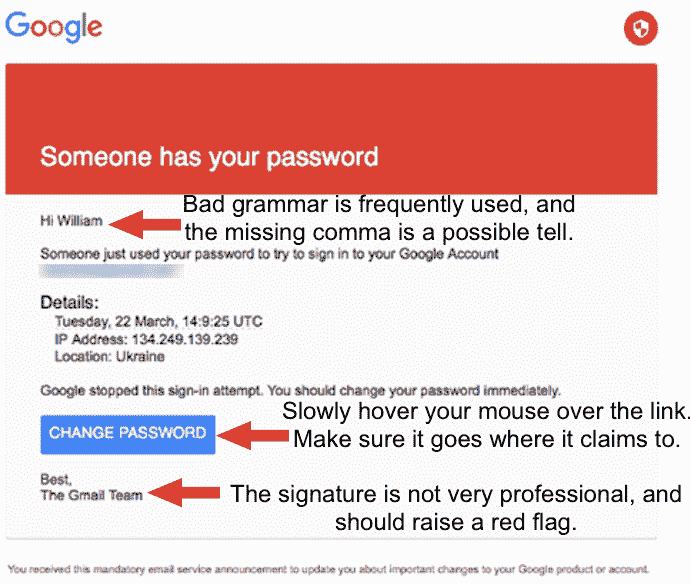 Google
Someone has your password
Hi William
Bad grammar is frequently used, and
the missing comma is a possible tell.
Someone just used your password to try to sign in to your Google Account
Details:
Tuesday, 22 March, 14:9:25 UTC
IP Address: 134.249.139.239
Location: Ukraine
Google stopped this sign-in attempt. You should change your password immediately.
CHANGE PASSWORD
Slowly hover your mouse over the link.
Make sure it goes where it claims to.
Best,
The Gmail Team
The signature is not very professional, and
should raise a red flag.
You received this mandatory email service announcement to update you about important changes to your Google product or account.